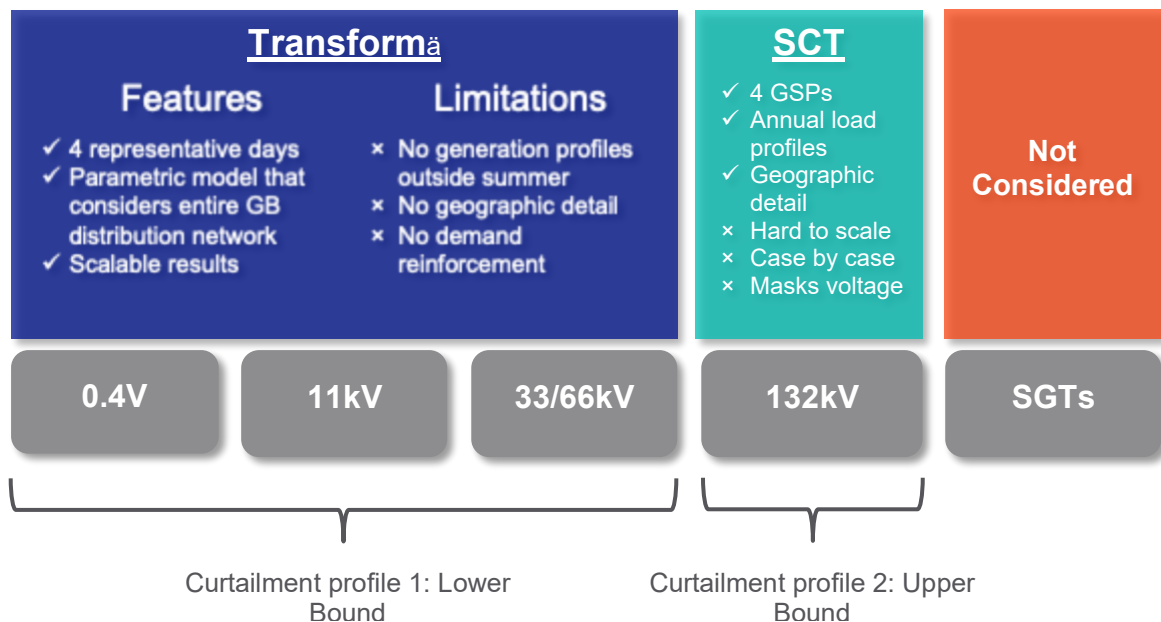 Transformä
Features
✓ 4 representative days
✓ Parametric model that
considers entire GB
distribution network
✓ Scalable results
Limitations
× No generation profiles
outside summer
× No geographic detail
× No demand
reinforcement
SCT
✓ 4 GSPs
✓ Annual load
profiles
✓ Geographic
detail
× Hard to scale
× Case by case
× Masks voltage
Not
Considered
0.4V
11kV
33/66kV
132kV
SGTs
Curtailment profile 1: Lower
Bound
Curtailment profile 2: Upper
Bound